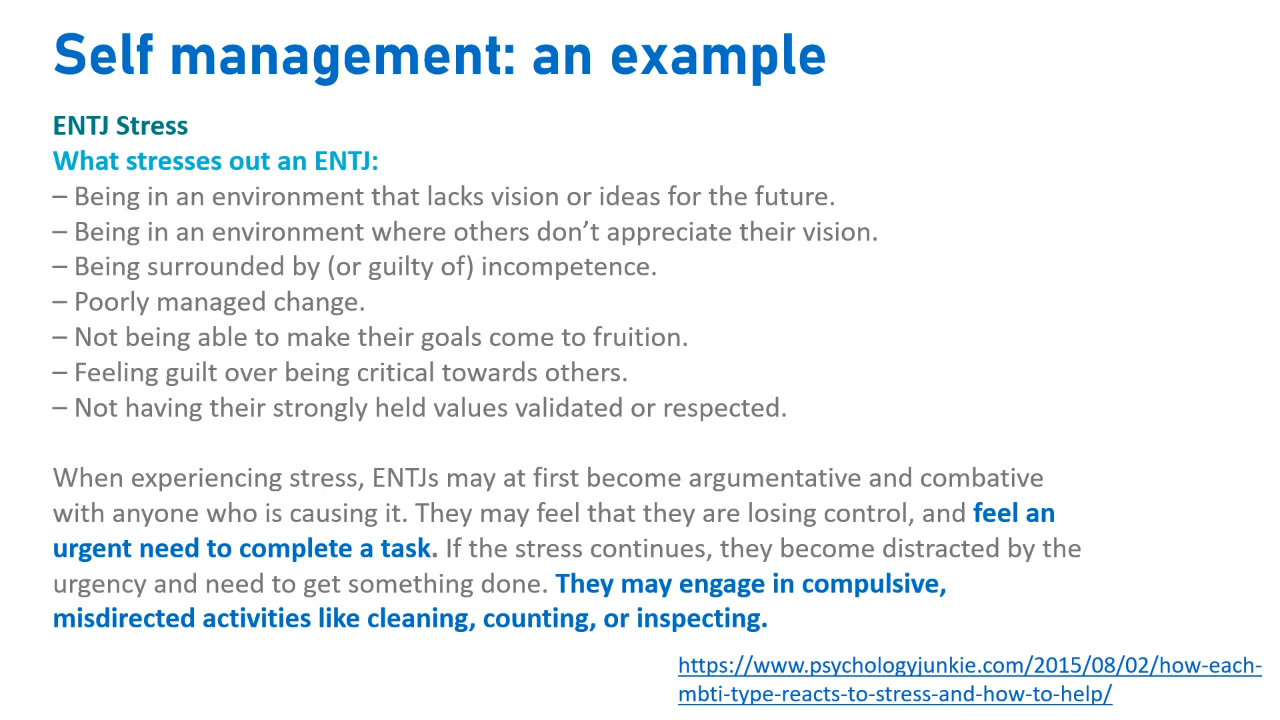 Self management: an example
ENTJ Stress
What stresses out an ENTJ:
– Being in an environment that lacks vision or ideas for the future.
– Being in an environment where others don’t appreciate their vision.
– Being surrounded by (or guilty of) incompetence.
– Poorly managed change.
– Not being able to make their goals come to fruition.
– Feeling guilt over being critical towards others.
– Not having their strongly held values validated or respected.
When experiencing stress, ENTJs may at first become argumentative and combative
with anyone who is causing it. They may feel that they are losing control, and feel an
urgent need to complete a task. If the stress continues, they become distracted by the
urgency and need to get something done. They may engage in compulsive,
misdirected activities like cleaning, counting, or inspecting.
https://www.psychologyjunkie.com/2015/08/02/how-each-
mbti-type-reacts-to-stress-and-how-to-help/